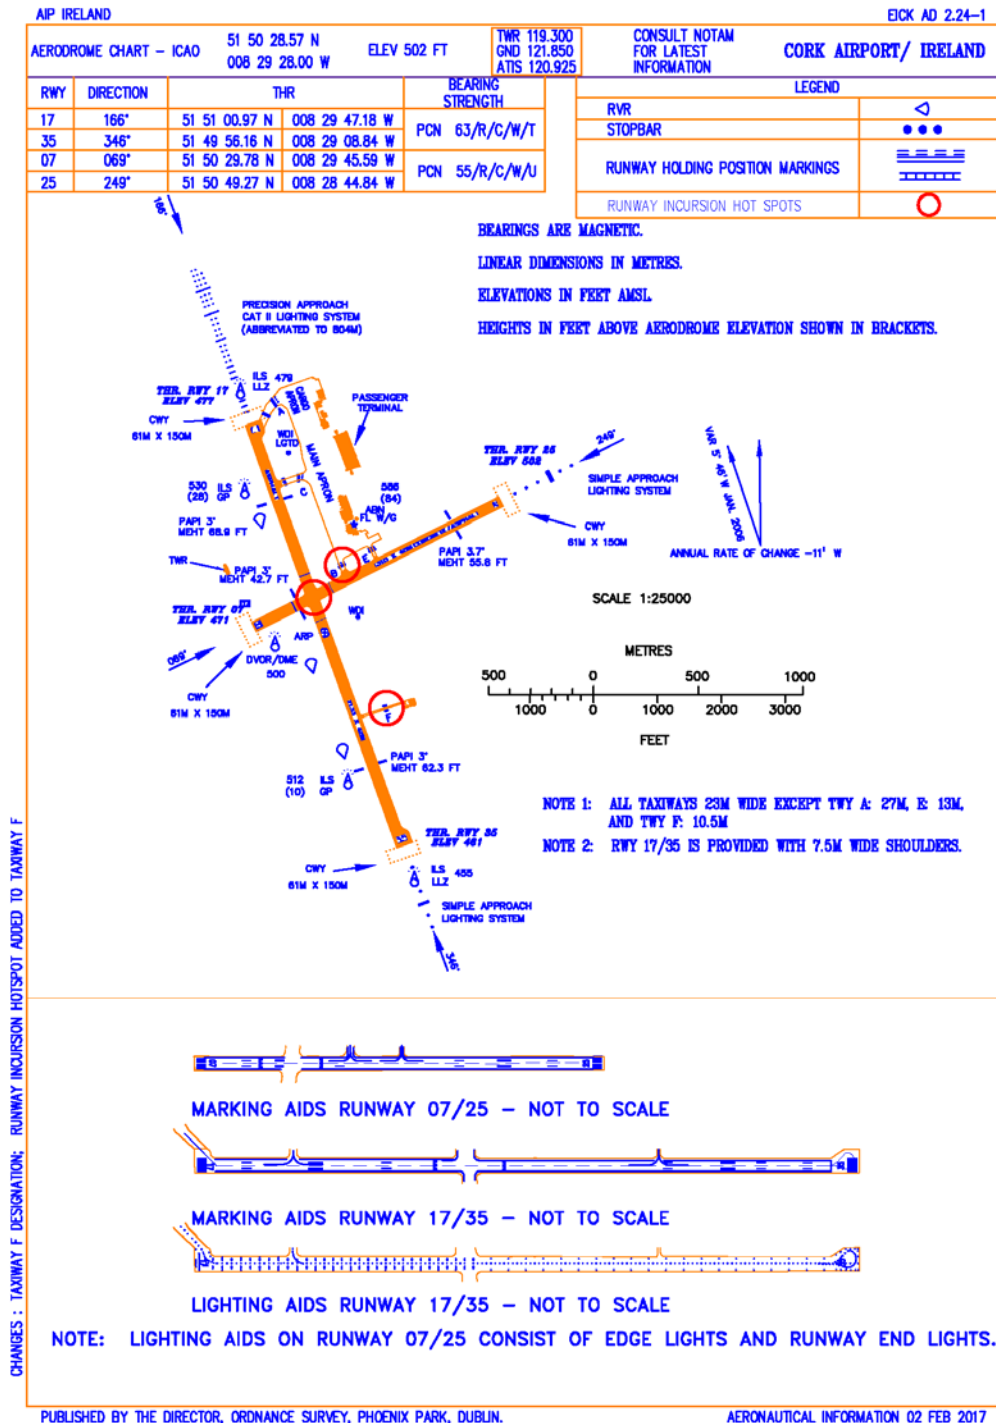 AIP IRELAND
EICK AD 2.24-1
AERODROME CHART - ICAO
51 50 28.57 N
008 29 28.00 W
ELEV 502 FT
TWR 119.300
GND 121.850
ATIS 120.925
CONSULT NOTAM
FOR LATEST
INFORMATION
CORK AIRPORT/ IRELAND
RWY DIRECTION THR BEARING STRENGTH
17 166° 51 51 00.97 N 008 29 47.18 W
35 346° 51 49 56.16 N 008 29 08.84 W
PCN 63/R/C/W/T
07 069° 51 50 29.78 N 008 29 45.59 W
25 249° 51 50 49.27 N 008 28 44.84 W
PCN 55/R/C/W/U
LEGEND
RVR
STOPBAR
RUNWAY HOLDING POSITION MARKINGS
RUNWAY INCURSION HOT SPOTS
BEARINGS ARE MAGNETIC.
LINEAR DIMENSIONS IN METRES.
ELEVATIONS IN FEET AMSL.
HEIGHTS IN FEET ABOVE AERODROME ELEVATION SHOWN IN BRACKETS.
166°
PRECISION APPROACH
CAT II LIGHTING SYSTEM
(ABBREVIATED TO 804M)
ILS 479
LLZ
THR. RWY 17
ELEV 477
CWY
61M X 150M
CARGO
APRON
A
PASSENGER
TERMINAL
WDI
LGTD
MAIN APRON
C
530 ILS
(28) GP
586
(84)
ABN
FL W/G
PAPI 3°
MEHT 68.9 FT
THR. RWY 25
ELEV 502
249°
SIMPLE APPROACH
LIGHTING SYSTEM
CWY
61M X 150M
PAPI 3.7°
MEHT 55.8 FT
VAR 5° 46' W JAN. 2006
ANNUAL RATE OF CHANGE -11' W
TWR
PAPI 3°
MEHT 42.7 FT
B
E
THR. RWY 07
ELEV 471
WDI
ARP
069°
DVOR/DME
500
CWY
61M X 150M
SCALE 1:25000
METRES
500 0 500 1000
1000 0 1000 2000 3000
FEET
F
PAPI 3°
MEHT 62.3 FT
512 ILS
(10) GP
NOTE 1: ALL TAXIWAYS 23M WIDE EXCEPT TWY A: 27M, E: 13M,
AND TWY F: 10.5M
NOTE 2: RWY 17/35 IS PROVIDED WITH 7.5M WIDE SHOULDERS.
THR. RWY 35
ELEV 461
CWY
61M X 150M
ILS 455
LLZ
SIMPLE APPROACH
LIGHTING SYSTEM
346°
MARKING AIDS RUNWAY 07/25 - NOT TO SCALE
MARKING AIDS RUNWAY 17/35 - NOT TO SCALE
LIGHTING AIDS RUNWAY 17/35 - NOT TO SCALE
NOTE: LIGHTING AIDS ON RUNWAY 07/25 CONSIST OF EDGE LIGHTS AND RUNWAY END LIGHTS.
CHANGES : TAXIWAY F DESIGNATION; RUNWAY INCURSION HOTSPOT ADDED TO TAXIWAY F
PUBLISHED BY THE DIRECTOR, ORDNANCE SURVEY, PHOENIX PARK, DUBLIN.
AERONAUTICAL INFORMATION 02 FEB 2017